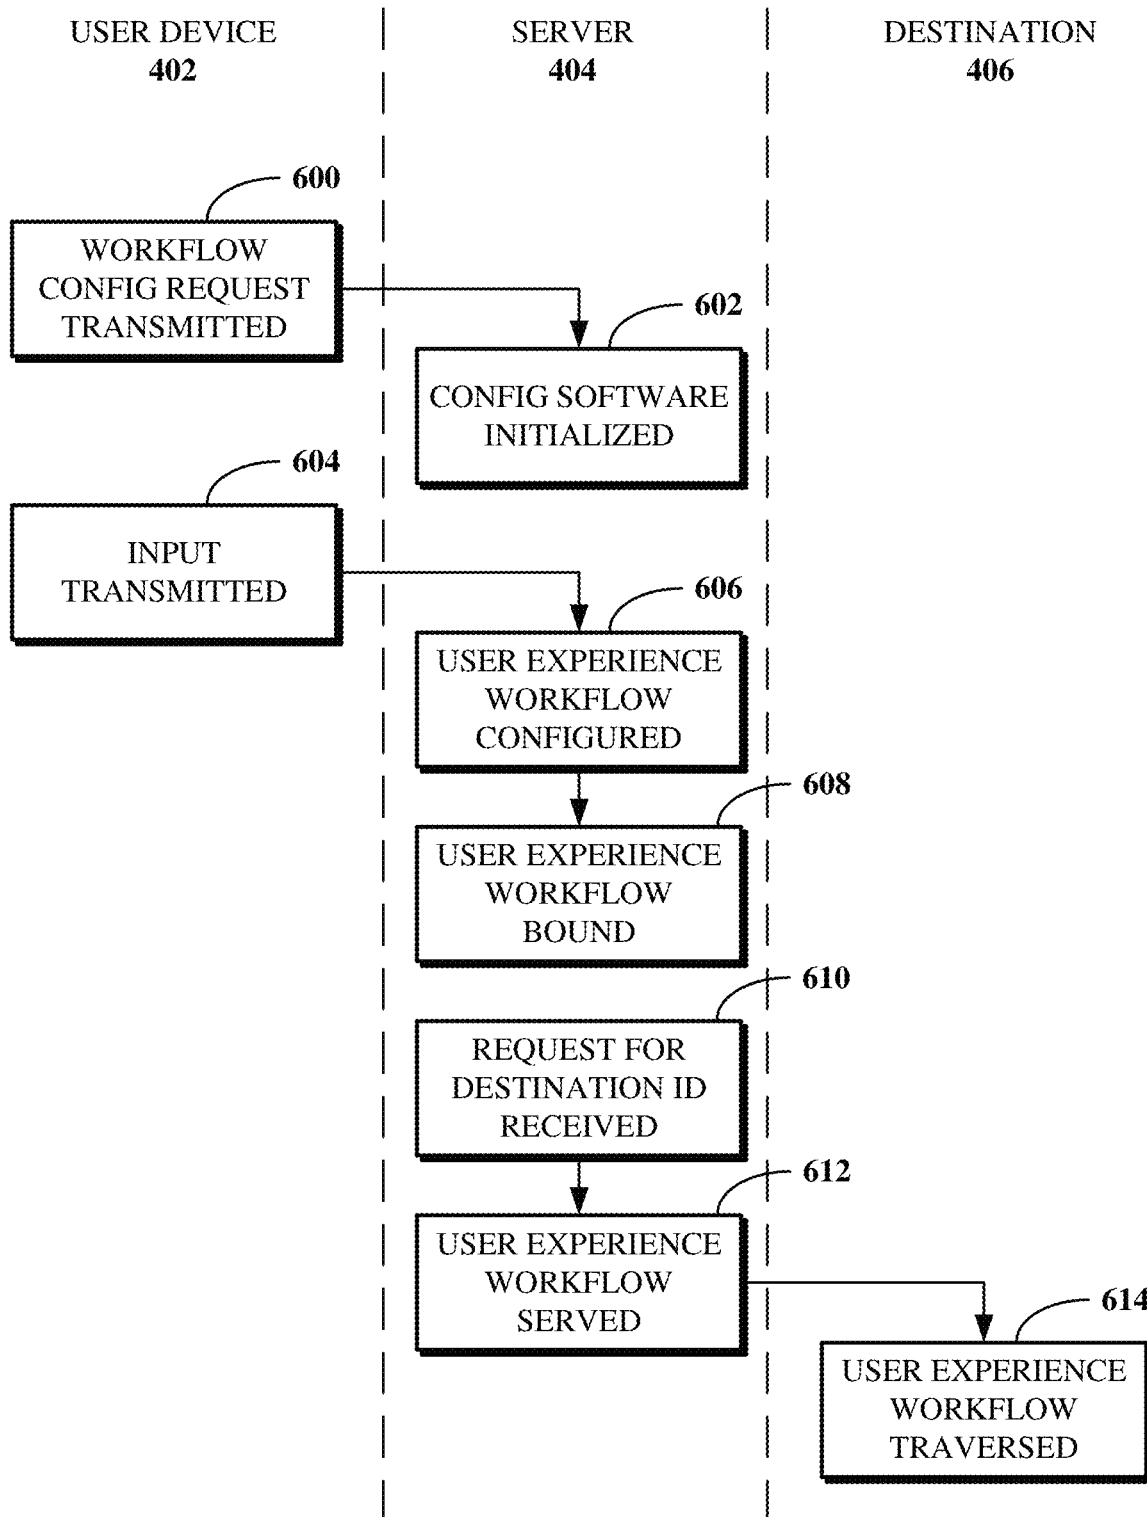 USER DEVICE
402
SERVER
404
DESTINATION
406
600
WORKFLOW
CONFIG REQUEST
TRANSMITTED
602
CONFIG SOFTWARE
INITIALIZED
604
INPUT
TRANSMITTED
606
USER EXPERIENCE
WORKFLOW
CONFIGURED
608
USER EXPERIENCE
WORKFLOW
BOUND
610
REQUEST FOR
DESTINATION ID
RECEIVED
612
USER EXPERIENCE
WORKFLOW
SERVED
614
USER EXPERIENCE
WORKFLOW
TRAVERSED